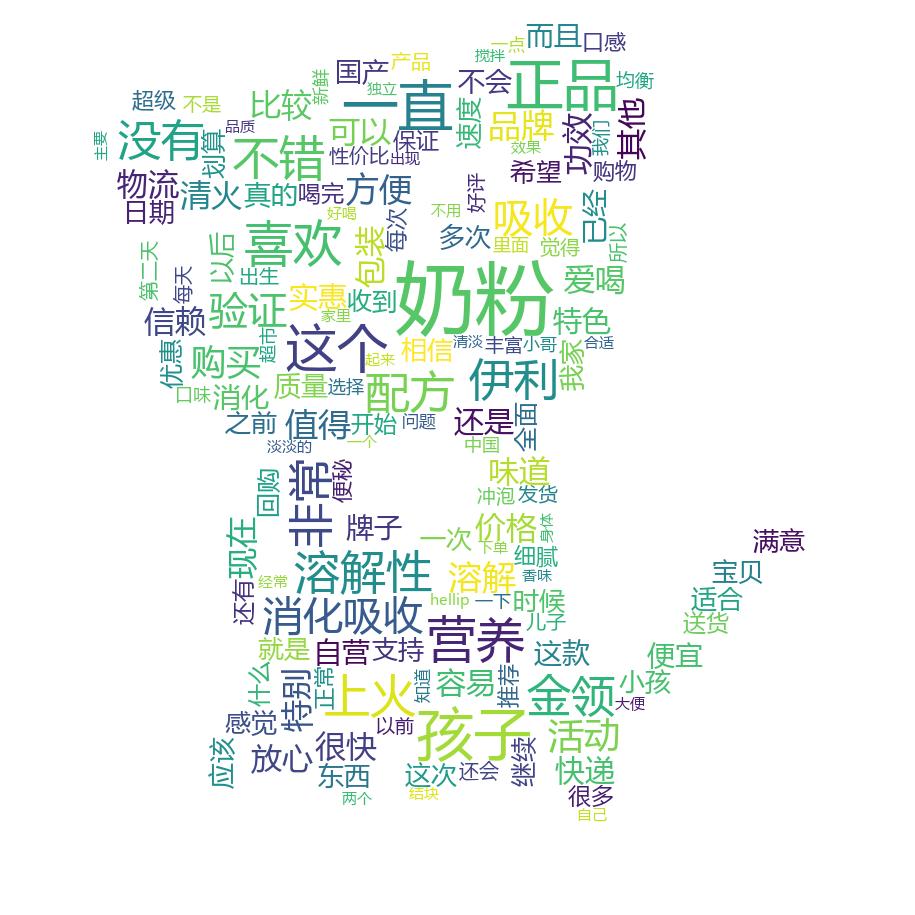 而且
口感
一点
搅拌
产品
国产
独立
新鲜
不会
正品
均衡
超级
不是
比较
一直
速度
品牌
功效
我们
其他
品质
主要
没有
划算
不错
可以
保证
性价比
出现
效果
希望
购物
物流
日期
清火
真的
喝完
方便
好评
好喝
每次
不用
吸收
已经
所以
多次
里面
觉得
喜欢
包装
以后
出生
第二天
每天
实惠
收到
奶粉
爱喝
验证
家里
信赖
特色
超市
这个
相信
清淡
丰富
小哥
合适
优惠
购买
起来
我家
口味
消化
质量
选择
配方
伊利
之前
值得
开始
问题
还是
全面
淡淡的
一个
中国
非常
便秘
味道
回购
冲泡
发货
现在
牌子
一次
价格
身体
下单
细腻
满意
溶解性
溶解
香味
宝贝
经常
还有
消化吸收
hellip
一下
时候
适合
儿子
送货
营养
就是
自营
支持
这款
便宜
什么
特别
正常
上火
知道
容易
推荐
金领
小孩
大便
感觉
以前
孩子
活动
应该
放心
很快
东西
这次
还会
继续
快递
两个
结块
很多
自己